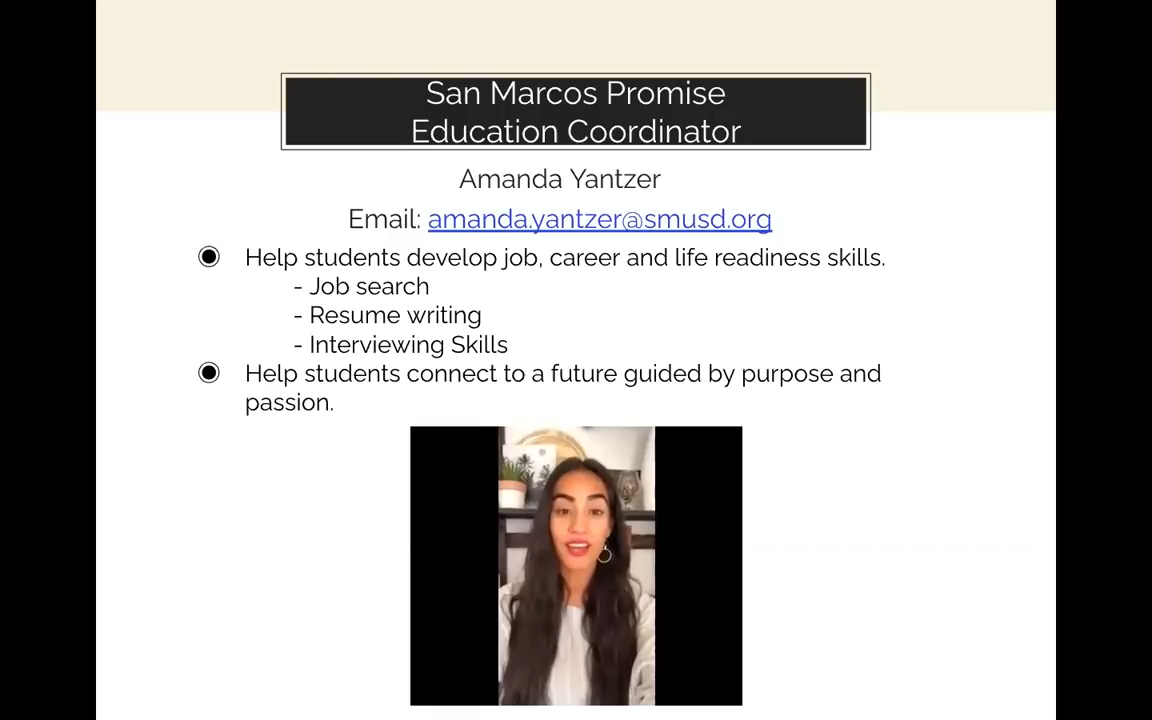 San Marcos Promise
Education Coordinator
Amanda Yantzer
Email: amanda.yantzer@smusd.org
◉ Help students develop job, career and life readiness skills.
- Job search
- Resume writing
- Interviewing Skills
◉ Help students connect to a future guided by purpose and
passion.